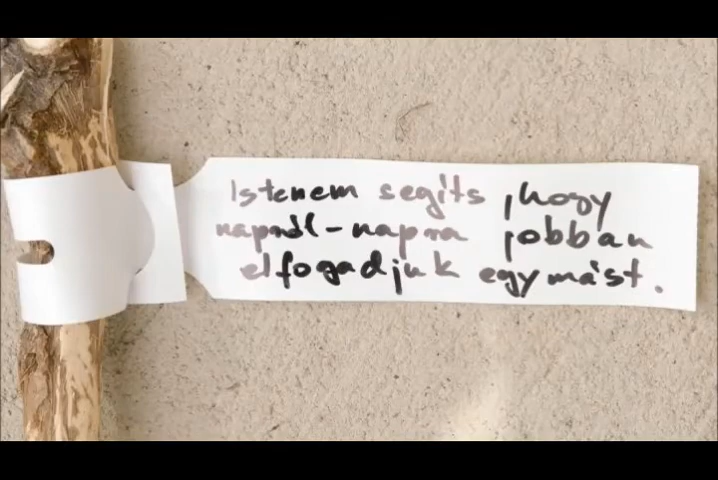 Istenem segíts, hogy
napról-napra jobban
elfogadjuk egymást.